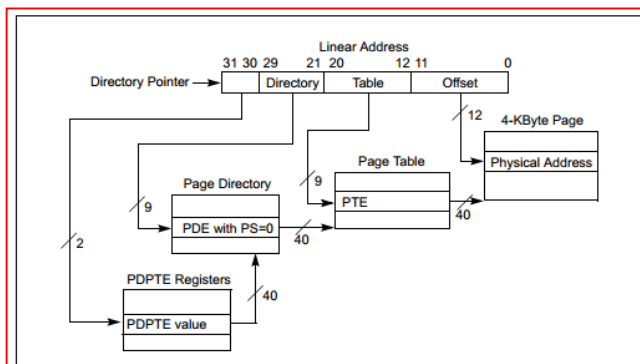 Linear Address
31 30 29 21 20 12 11 0
Directory Pointer Directory Table Offset
12
4-KByte Page
Physical Address
Page Table
9
PTE
40
Page Directory
9
PDE with PS=0
40
2
PDPTE Registers
40
PDPTE value